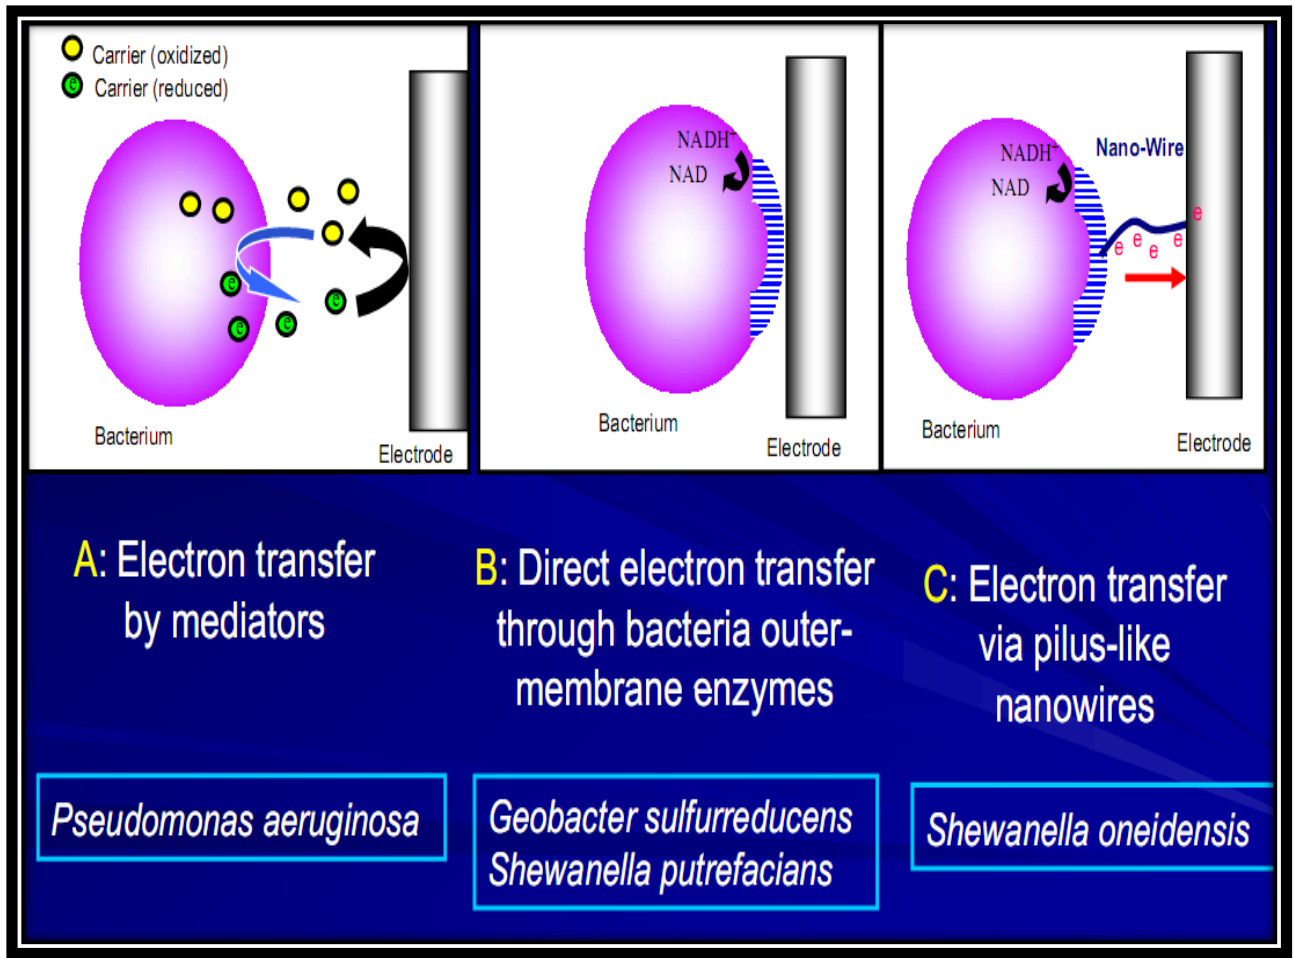 Carrier (oxidized)
e Carrier (reduced)
e
e
e
e
Bacterium
Electrode
NADH+
NAD
Bacterium
Electrode
NADH+
NAD
Nano-Wire
e
e
e
e
e
Bacterium
Electrode
A: Electron transfer
by mediators
B: Direct electron transfer
through bacteria outer-
membrane enzymes
C: Electron transfer
via pilus-like
nanowires
Pseudomonas aeruginosa
Geobacter sulfurreducens
Shewanella putrefacians
Shewanella oneidensis